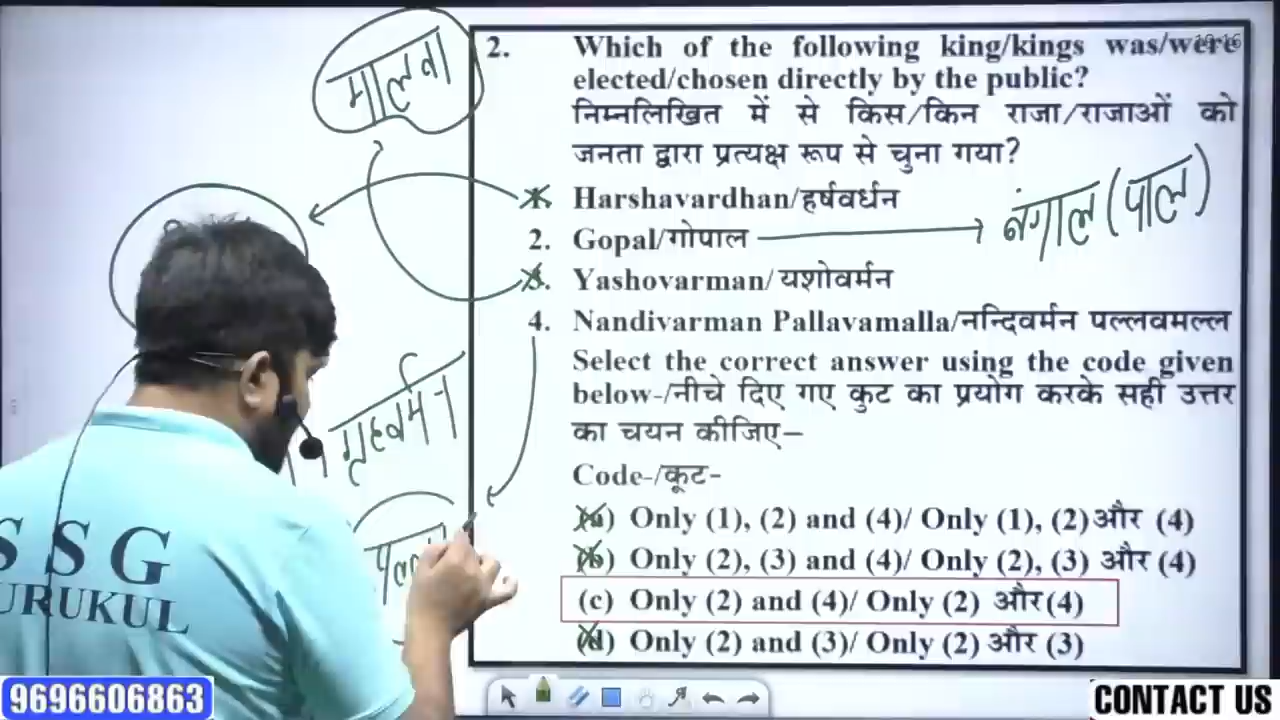 मालवा
2. Which of the following king/kings was/were
elected/chosen directly by the public?
निम्नलिखित में से किस/किन राजा/राजाओं को
जनता द्वारा प्रत्यक्ष रूप से चुना गया?
1. Harshavardhan/हर्षवर्धन
2. Gopal/गोपाल
बंगाल (पाल)
3. Yashovarman/यशोवर्मन
4. Nandivarman Pallavamalla/नन्दिवर्मन पल्लवमल्ल
Select the correct answer using the code given
below-/नीचे दिए गए कुट का प्रयोग करके सही उत्तर
का चयन कीजिए–
गृहवर्मन
Code-/कूट-
(a) Only (1), (2) and (4)/ Only (1), (2)और (4)
(b) Only (2), (3) and (4)/ Only (2), (3) और (4)
(c) Only (2) and (4)/ Only (2) और(4)
(d) Only (2) and (3)/ Only (2) और (3)
SSG
URUKUL
9696606863
CONTACT US